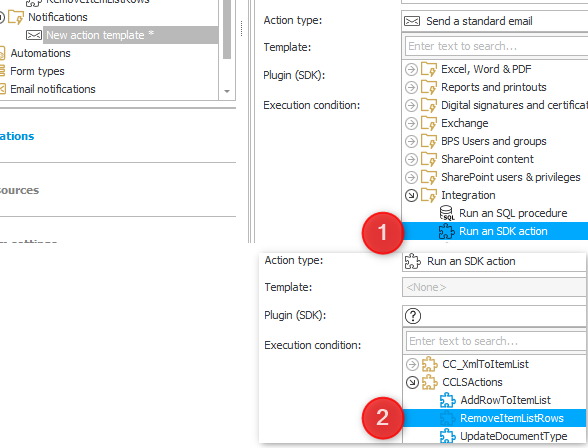 RemoveItemListRows
Notifications
New action template *
Automations
Form types
Email notifications
ations
ources
Action type:
Send a standard email
Template:
Enter text to search...
Plugin (SDK):
Excel, Word & PDF
Reports and printouts
Execution condition:
Digital signatures and certificat
Exchange
BPS Users and groups
SharePoint content
SharePoint users & privileges
Integration
SQL
Run an SQL procedure
1
Run an SDK action
Action type:
Run an SDK action
Template:
<None>
Plugin (SDK):
Execution condition:
Enter text to search...
CC_XmlToItemList
CCLSActions
AddRowToItemList
2
RemoveItemListRows
UpdateDocumentType